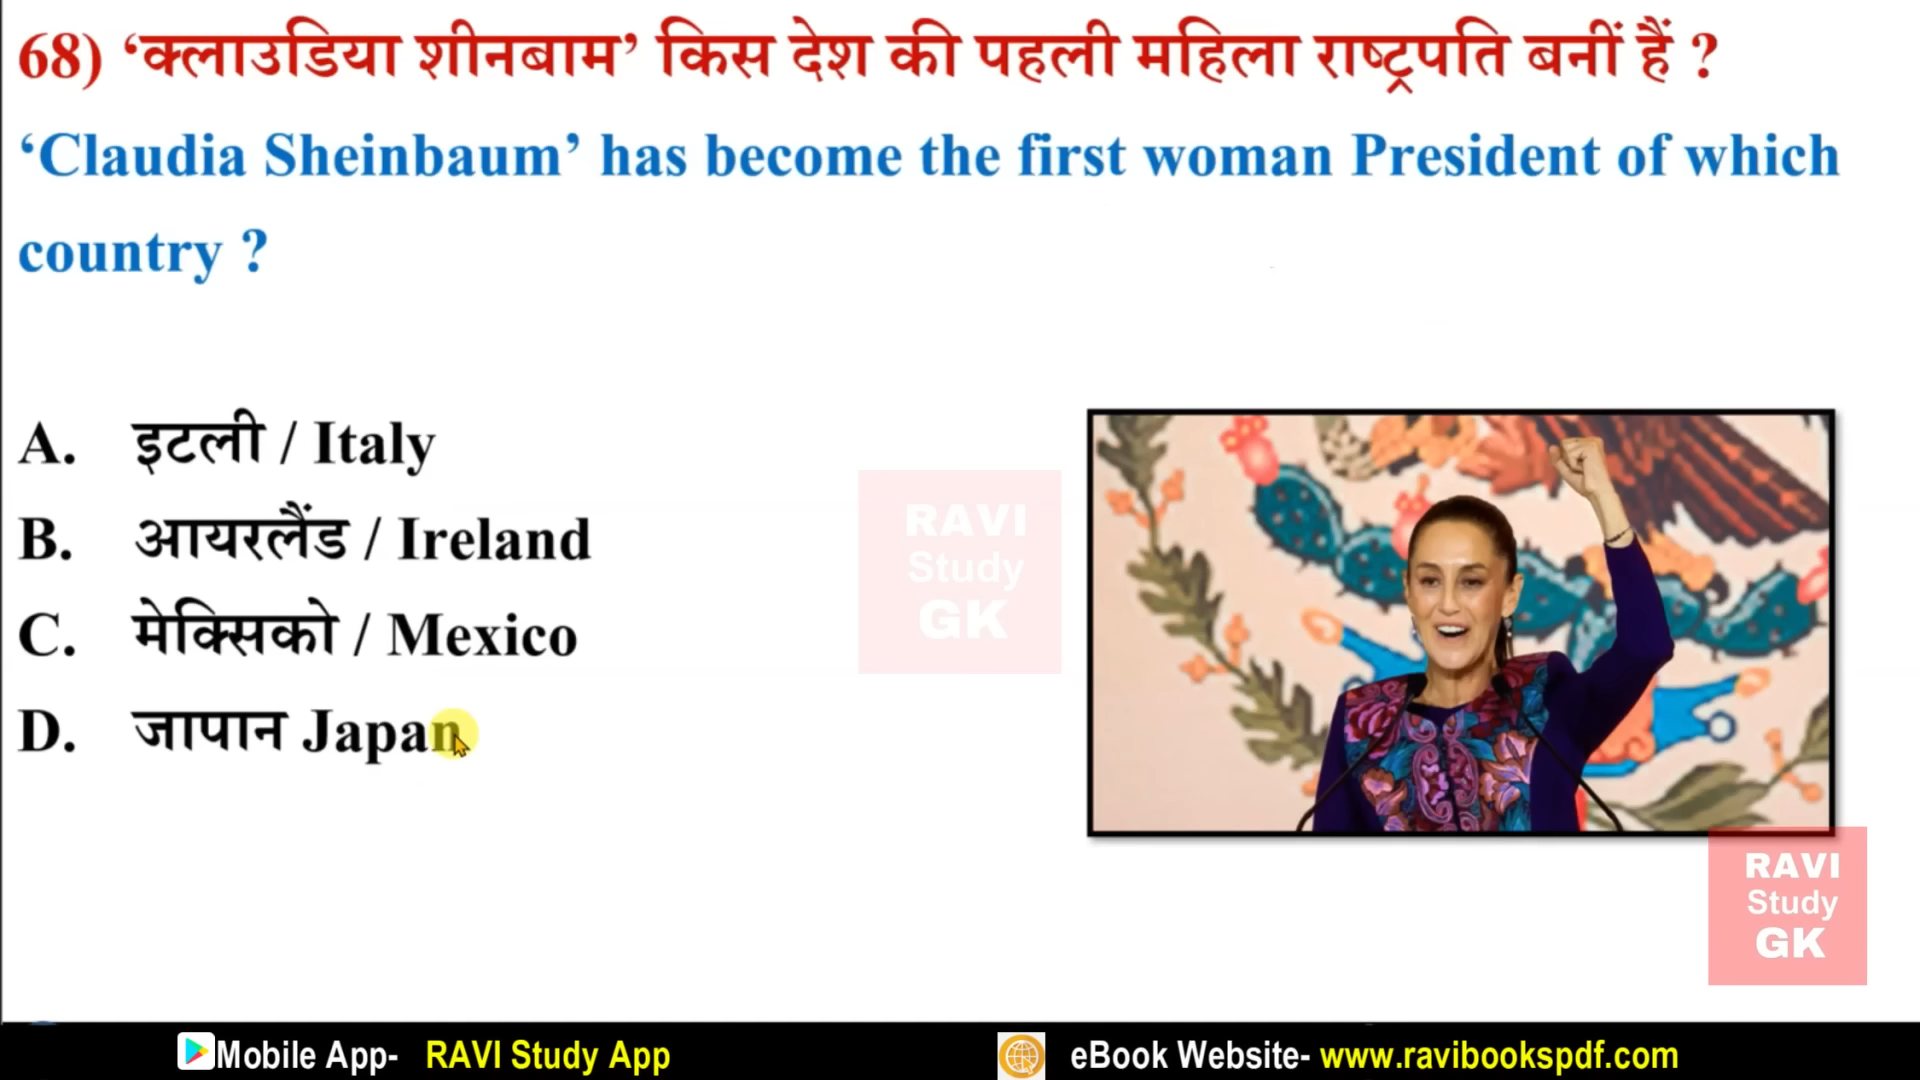 68) ‘क्लाउडिया शीनबाम’ किस देश की पहली महिला राष्ट्रपति बनीं हैं ?
‘Claudia Sheinbaum’ has become the first woman President of which
country ?
A. इटली / Italy
B. आयरलैंड / Ireland
C. मेक्सिको / Mexico
D. जापान Japan
RAVI
Study
GK
RAVI
Study
GK
Mobile App- RAVI Study App
eBook Website- www.ravibookspdf.com